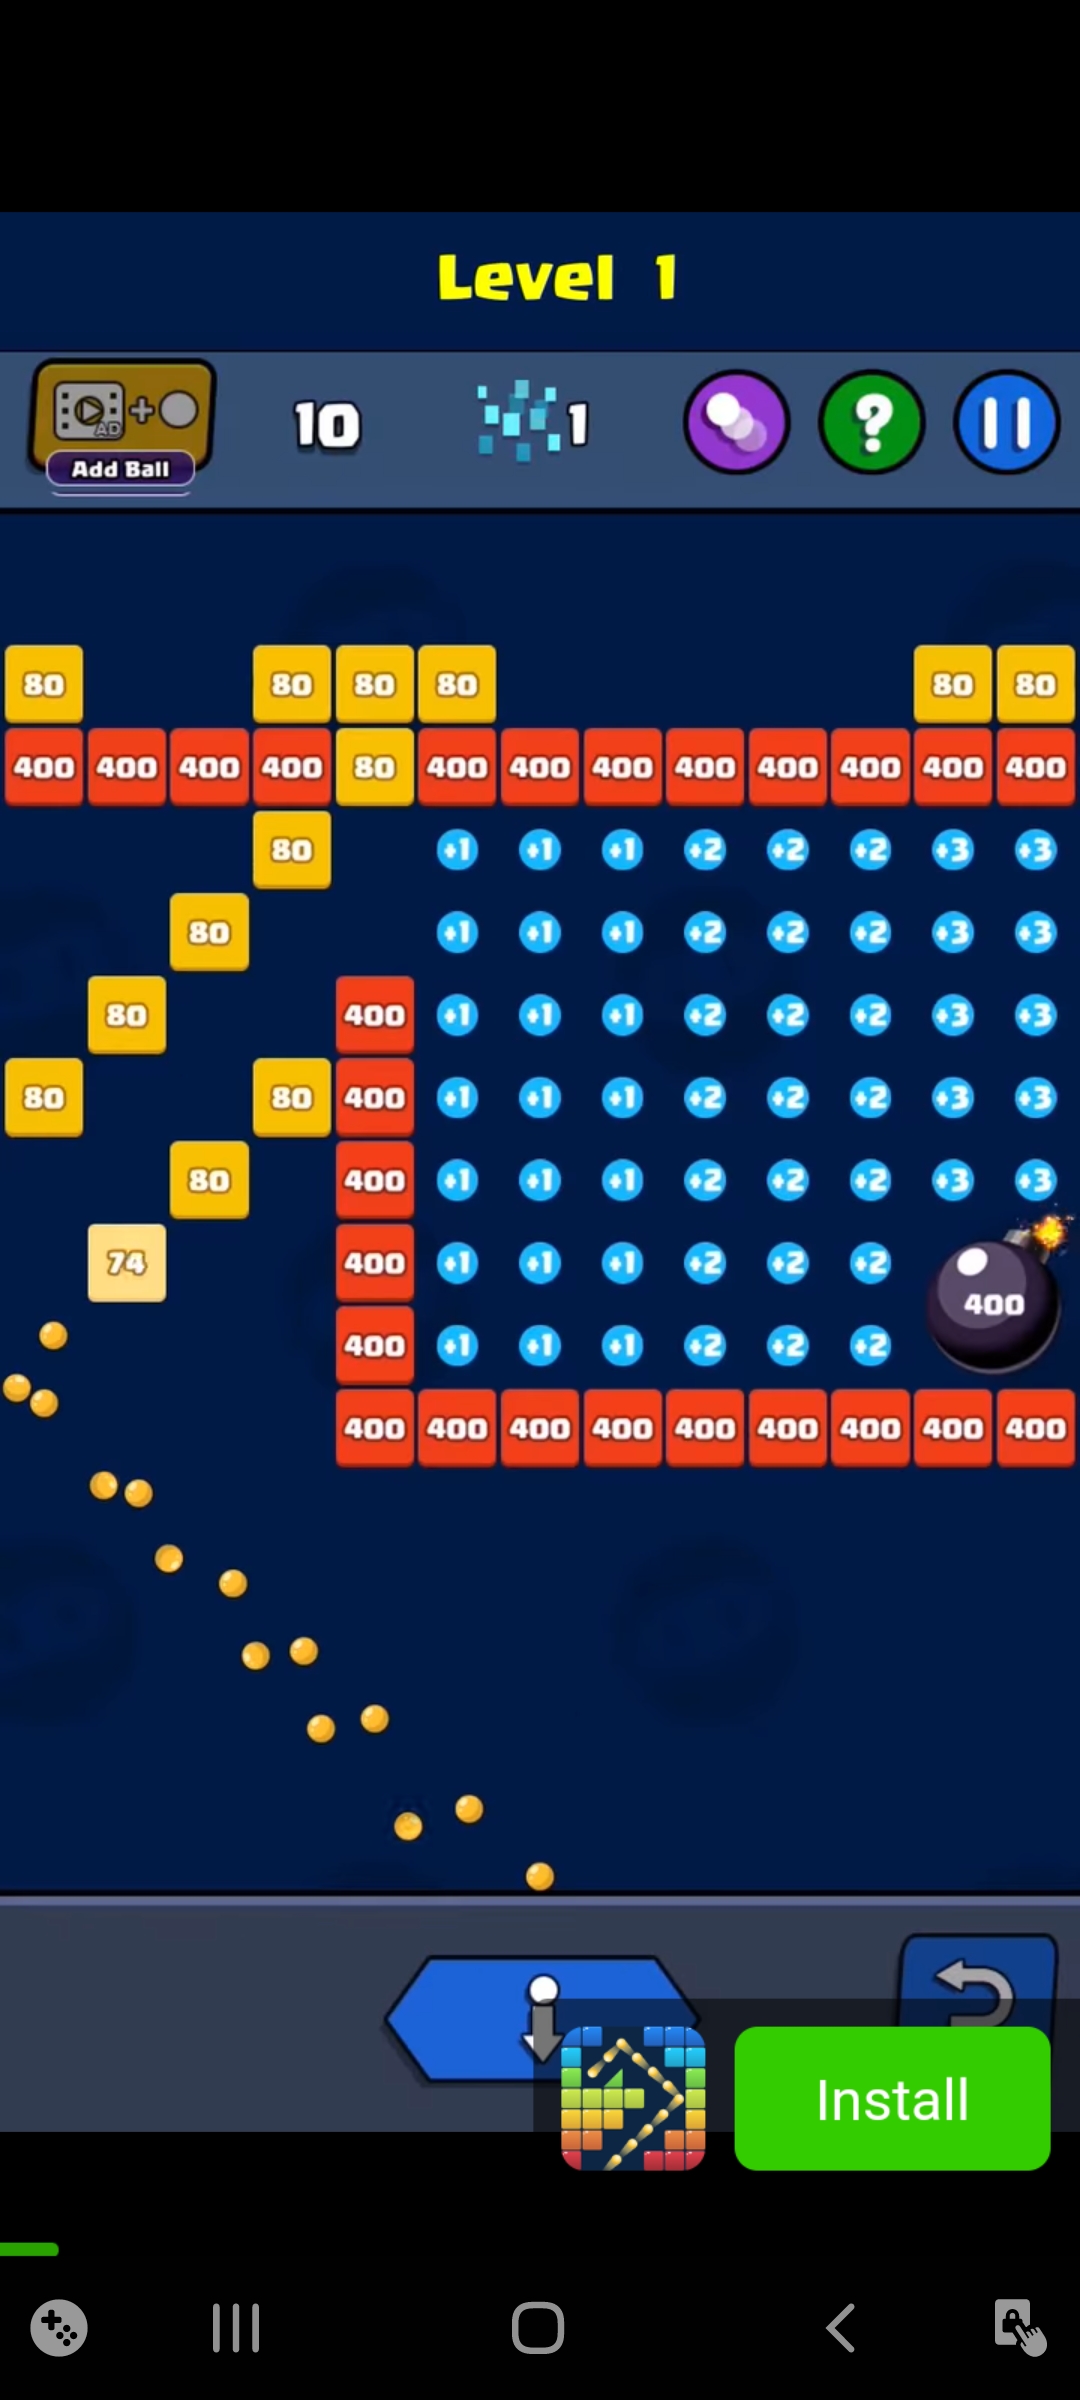 Level 1
AD + Add Ball 10 1 ?
80 80 80 80 80 80
400 400 400 400 80 400 400 400 400 400 400 400 400
80 +1 +1 +1 +2 +2 +2 +3 +3
80 +1 +1 +1 +2 +2 +2 +3 +3
80 400 +1 +1 +1 +2 +2 +2 +3 +3
80 80 400 +1 +1 +1 +2 +2 +2 +3 +3
80 400 +1 +1 +1 +2 +2 +2 +3 +3
74 400 +1 +1 +1 +2 +2 +2 400
400 +1 +1 +1 +2 +2 +2
400 400 400 400 400 400 400 400 400
Install